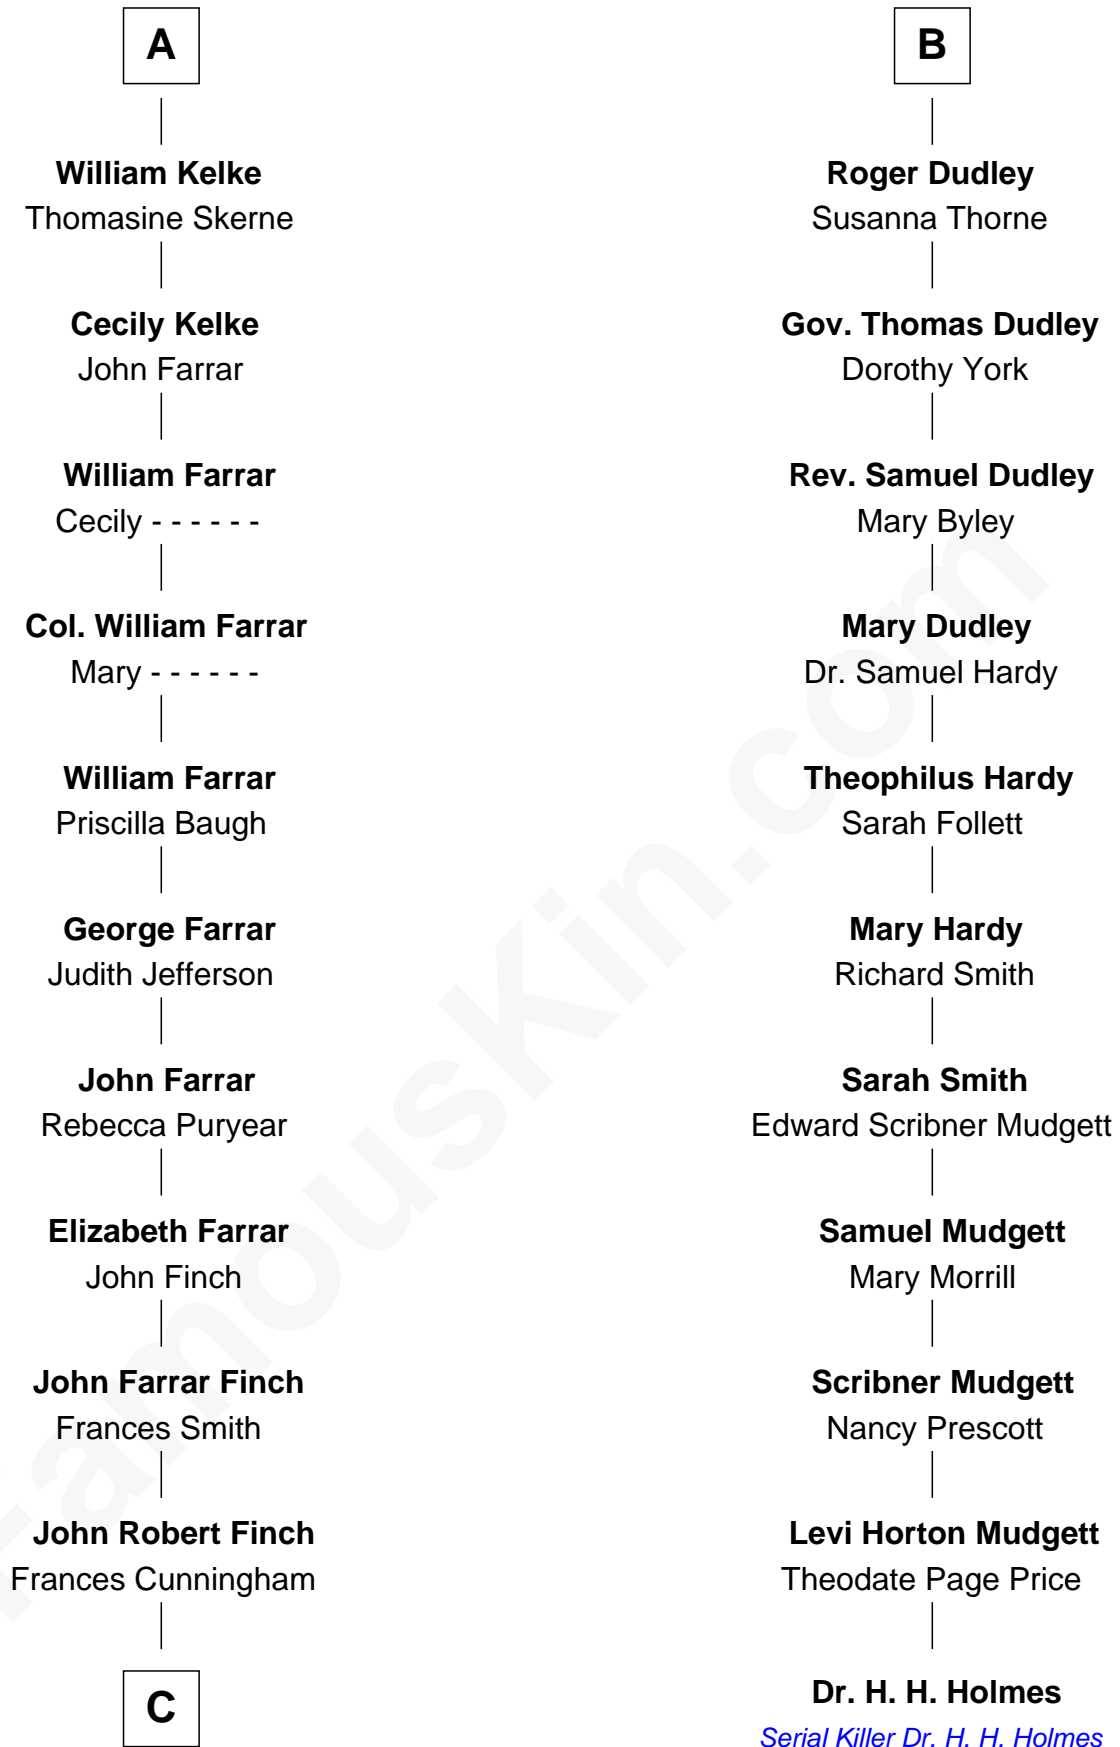 A
William Kelke
Thomasine Skerne
Cecily Kelke
John Farrar
William Farrar
Cecily - - - - - -
Col. William Farrar
Mary - - - - - -
William Farrar
Priscilla Baugh
George Farrar
Judith Jefferson
John Farrar
Rebecca Puryear
Elizabeth Farrar
John Finch
John Farrar Finch
Frances Smith
John Robert Finch
Frances Cunningham
C
B
Roger Dudley
Susanna Thorne
Gov. Thomas Dudley
Dorothy York
Rev. Samuel Dudley
Mary Byley
Mary Dudley
Dr. Samuel Hardy
Theophilus Hardy
Sarah Follett
Mary Hardy
Richard Smith
Sarah Smith
Edward Scribner Mudgett
Samuel Mudgett
Mary Morrill
Scribner Mudgett
Nancy Prescott
Levi Horton Mudgett
Theodate Page Price
Dr. H. H. Holmes
Serial Killer Dr. H. H. Holmes
FamousKin.com